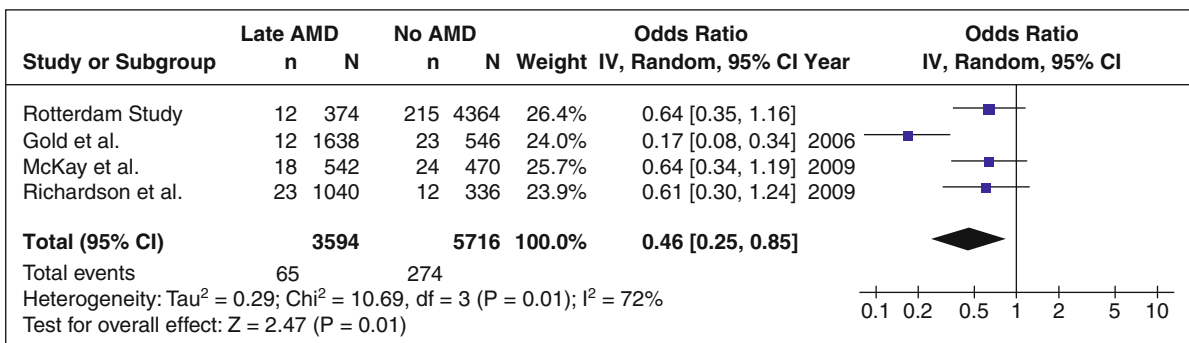 Late AMD No AMD Odds Ratio Odds Ratio
Study or Subgroup n N n N Weight IV, Random, 95% CI Year IV, Random, 95% CI
Rotterdam Study 12 374 215 4364 26.4% 0.64 [0.35, 1.16]
Gold et al. 12 1638 23 546 24.0% 0.17 [0.08, 0.34] 2006
McKay et al. 18 542 24 470 25.7% 0.64 [0.34, 1.19] 2009
Richardson et al. 23 1040 12 336 23.9% 0.61 [0.30, 1.24] 2009
Total (95% CI) 3594 5716 100.0% 0.46 [0.25, 0.85]
Total events 65 274
Heterogeneity: Tau² = 0.29; Chi² = 10.69, df = 3 (P = 0.01); I² = 72%
Test for overall effect: Z = 2.47 (P = 0.01)
0.1 0.2 0.5 1 2 5 10